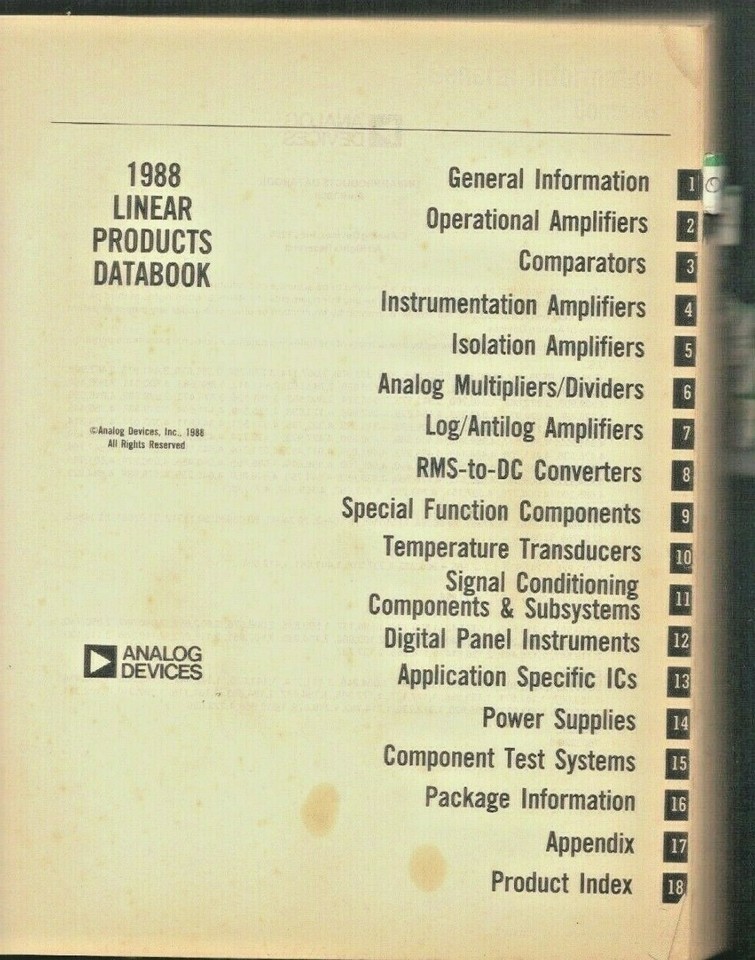 1988
LINEAR
PRODUCTS
DATABOOK
©Analog Devices, Inc., 1988
All Rights Reserved
ANALOG
DEVICES
General Information 1
Operational Amplifiers 2
Comparators 3
Instrumentation Amplifiers 4
Isolation Amplifiers 5
Analog Multipliers/Dividers 6
Log/Antilog Amplifiers 7
RMS-to-DC Converters 8
Special Function Components 9
Temperature Transducers 10
Signal Conditioning
Components & Subsystems 11
Digital Panel Instruments 12
Application Specific ICs 13
Power Supplies 14
Component Test Systems 15
Package Information 16
Appendix 17
Product Index 18